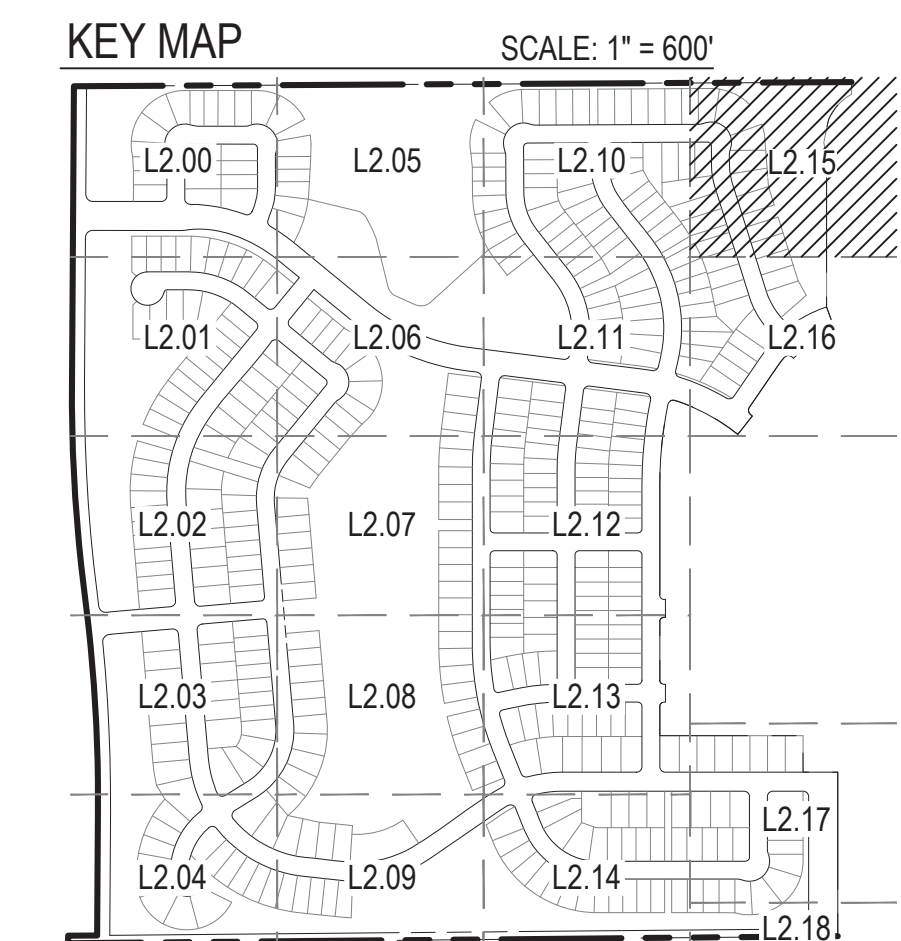 KEY MAP
SCALE: 1" = 600'
L2.00 L2.05 L2.10 L2.15
L2.01 L2.06 L2.11 L2.16
L2.02 L2.07 L2.12
L2.03 L2.08 L2.13
L2.17
L2.04 L2.09 L2.14
L2.18